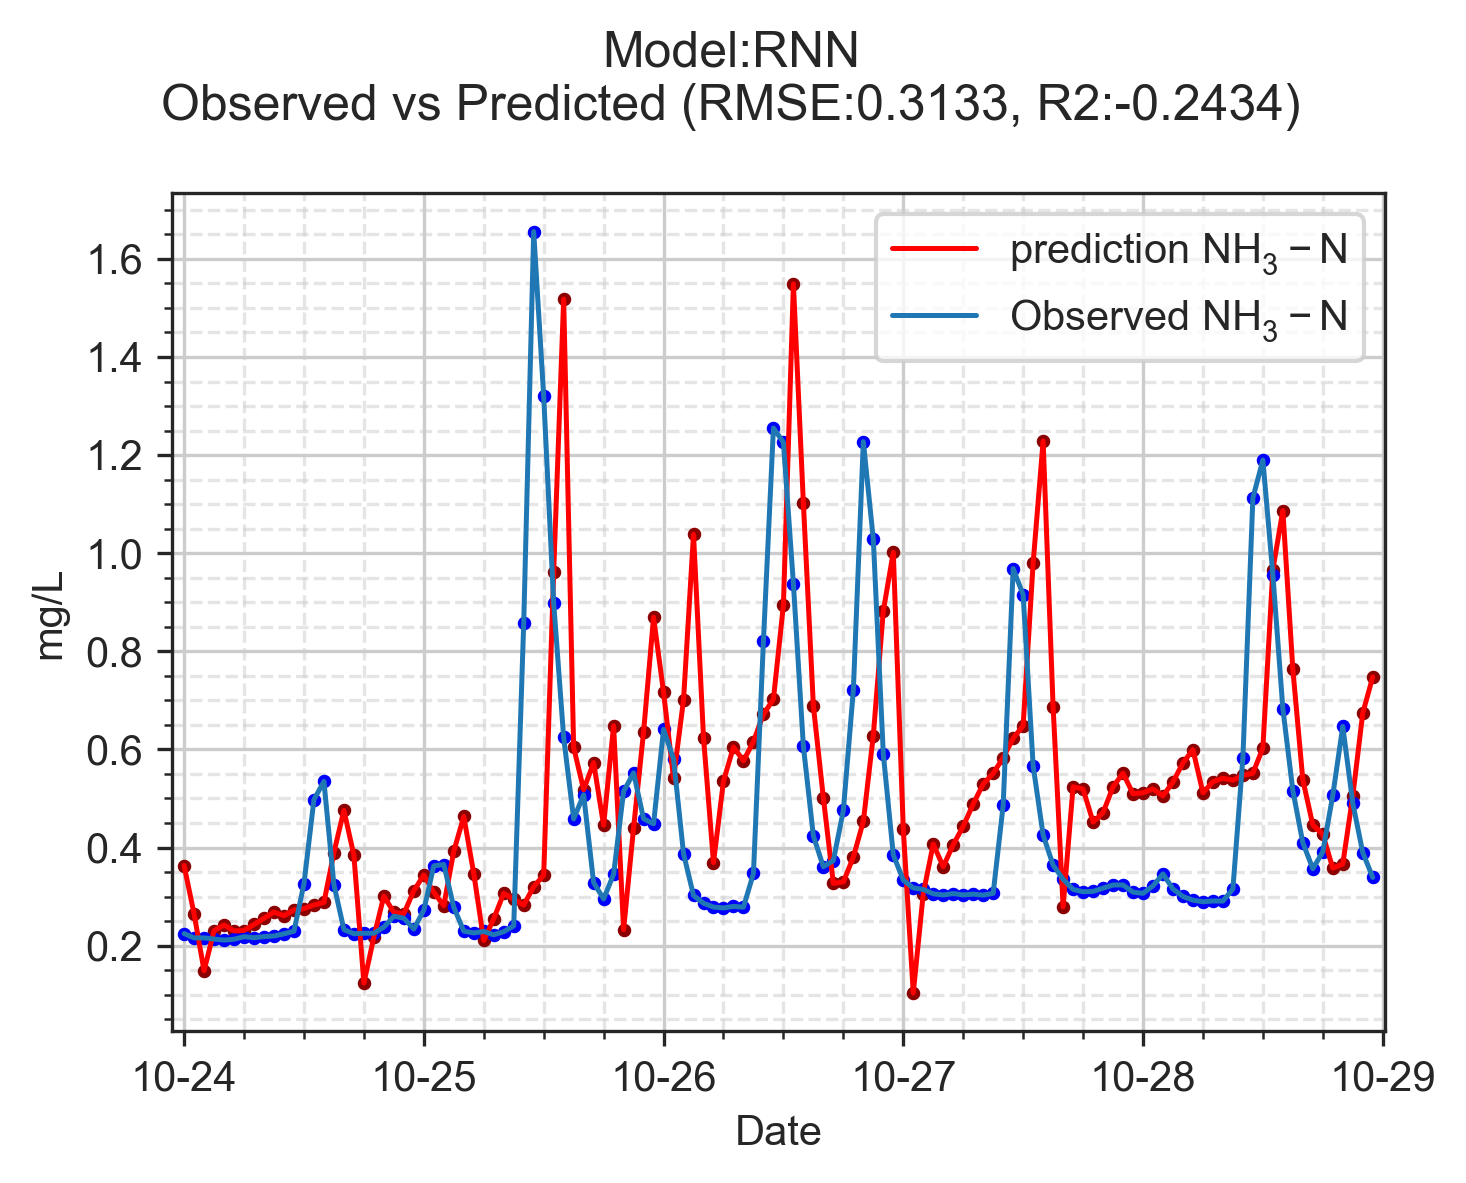 Model:RNN
Observed vs Predicted (RMSE:0.3133, R2:-0.2434)
prediction NH₃ − N
Observed NH₃ − N
1.6
1.4
1.2
1.0
0.8
0.6
0.4
0.2
mg/L
10-24 10-25 10-26 10-27 10-28 10-29
Date